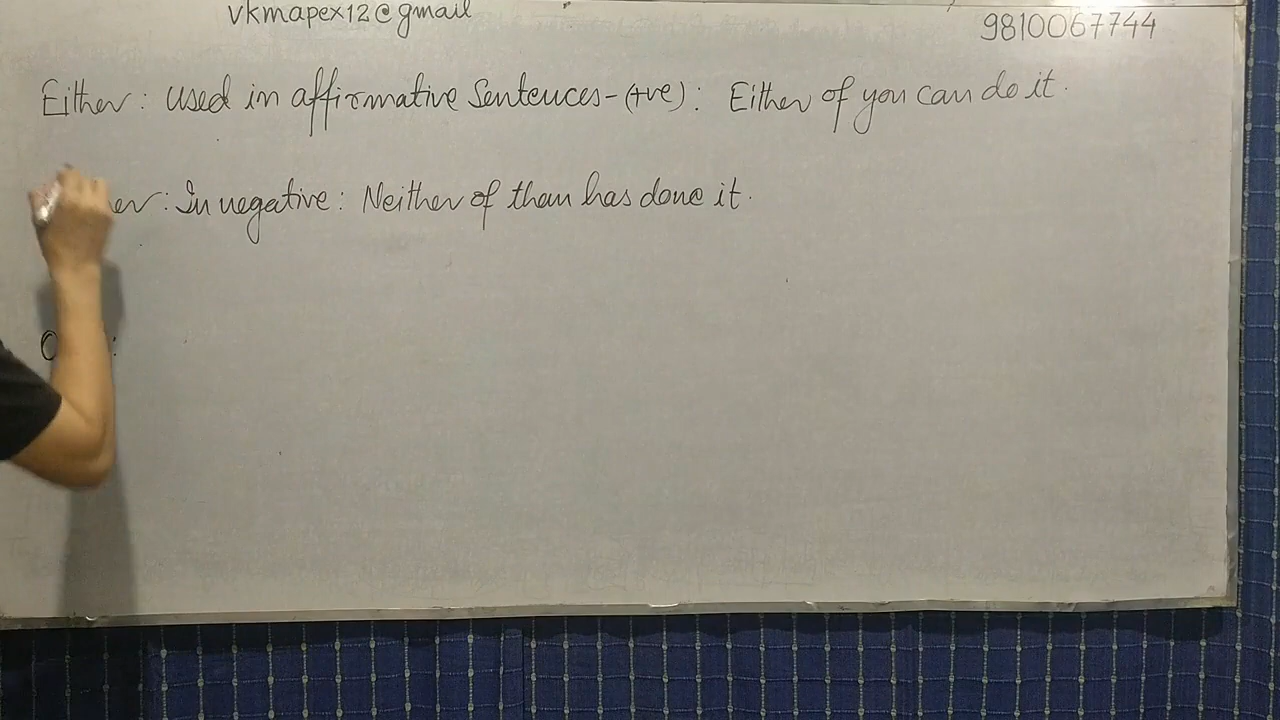 vkmapex12@gmail
9810067744
Either: Used in affirmative Sentences-(+ve): Either of you can do it.
: In negative: Neither of them has done it.